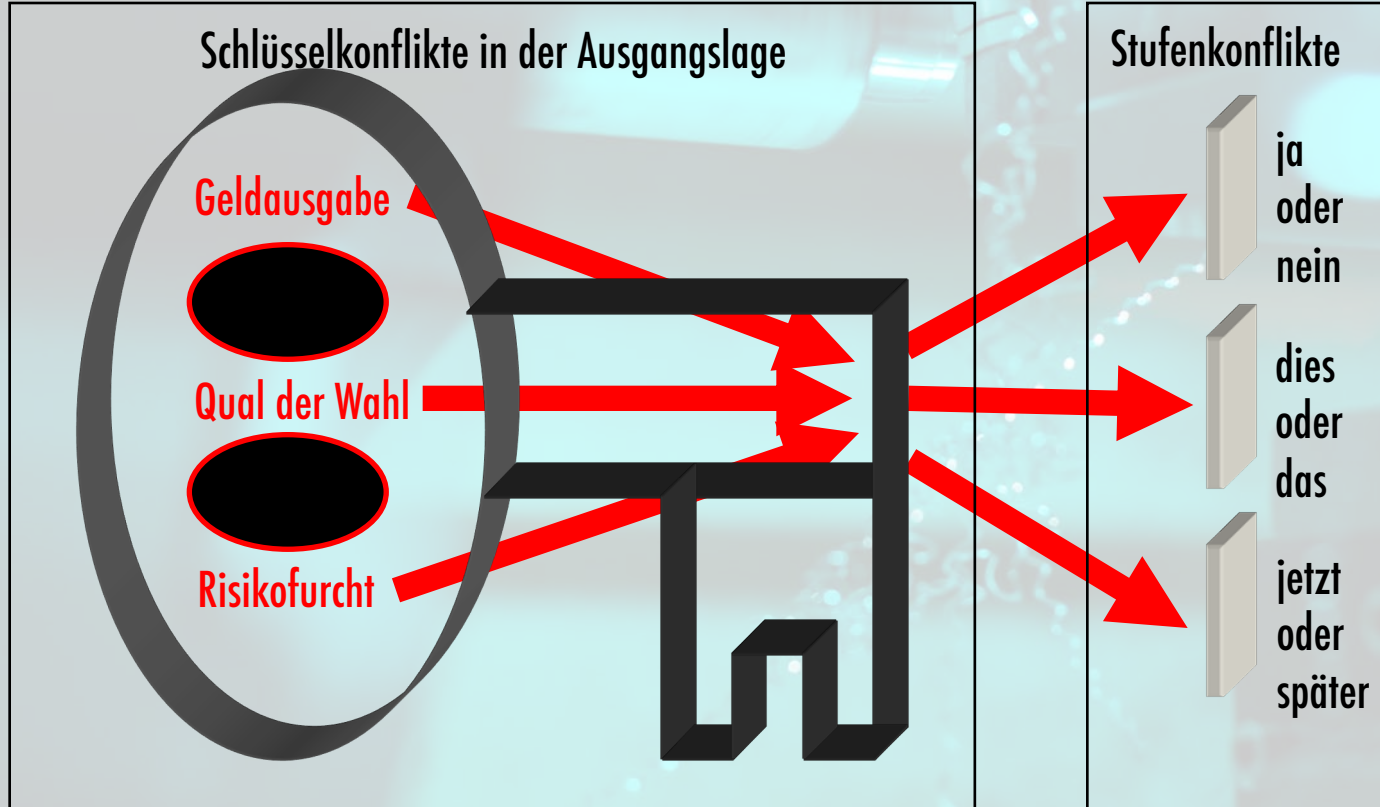 Schlüsselkonflikte in der Ausgangslage
Geldausgabe
Qual der Wahl
Risikofurcht
Stufenkonflikte
ja
oder
nein
dies
oder
das
jetzt
oder
später